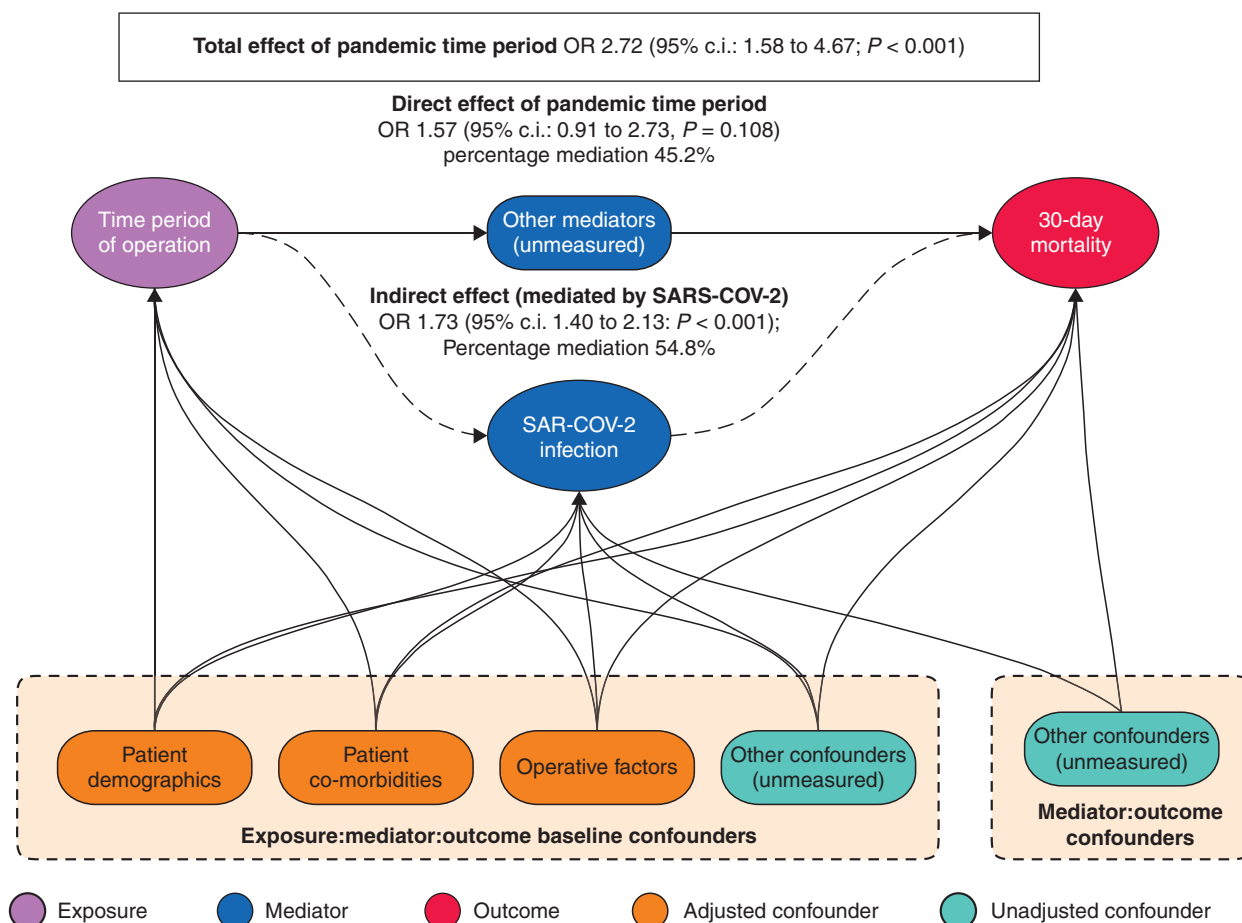 Total effect of pandemic time period OR 2.72 (95% c.i.: 1.58 to 4.67; P < 0.001)
Direct effect of pandemic time period
OR 1.57 (95% c.i.: 0.91 to 2.73, P = 0.108)
percentage mediation 45.2%
Time period
of operation
Other mediators
(unmeasured)
30-day
mortality
Indirect effect (mediated by SARS-COV-2)
OR 1.73 (95% c.i. 1.40 to 2.13: P < 0.001);
Percentage mediation 54.8%
SAR-COV-2
infection
Patient
demographics
Patient
co-morbidities
Operative factors
Other confounders
(unmeasured)
Exposure:mediator:outcome baseline confounders
Other confounders
(unmeasured)
Mediator:outcome
confounders
Exposure
Mediator
Outcome
Adjusted confounder
Unadjusted confounder